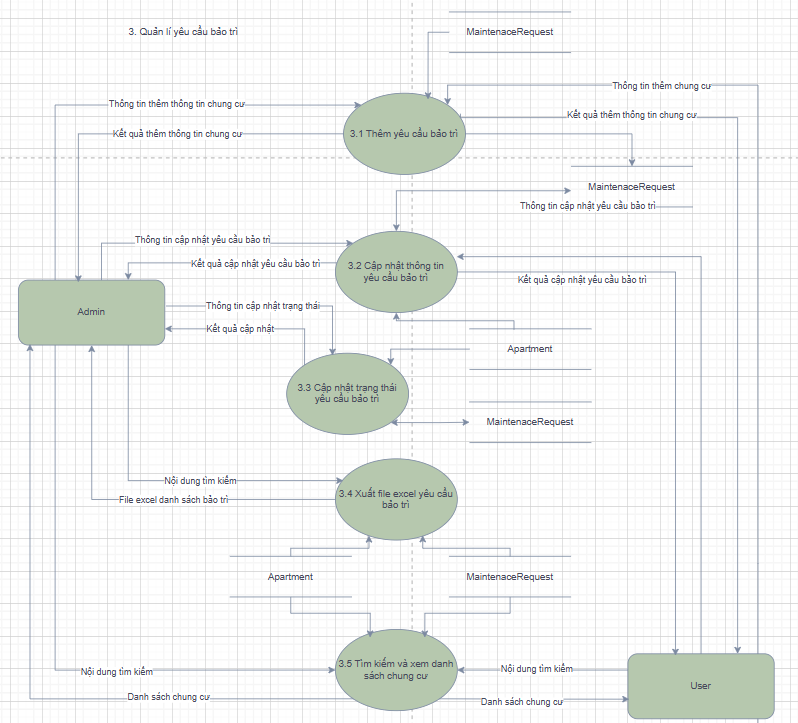 3. Quản lí yêu cầu bảo trì
MaintenaceRequest
Thông tin thêm chung cư
Thông tin thêm thông tin chung cư
Kết quả thêm thông tin chung cư
3.1 Thêm yêu cầu bảo trì
Kết quả thêm thông tin chung cư
MaintenaceRequest
Thông tin cập nhật yêu cầu bảo trì
Thông tin cập nhật yêu cầu bảo trì
Kết quả cập nhật yêu cầu bảo trì
3.2 Cập nhật thông tin
yêu cầu bảo trì
Kết quả cập nhật yêu cầu bảo trì
Admin
Thông tin cập nhật trạng thái
Kết quả cập nhật
Apartment
3.3 Cập nhật trạng thái
yêu cầu bảo trì
MaintenaceRequest
Nội dung tìm kiếm
File excel danh sách bảo trì
3.4 Xuất file excel yêu cầu
bảo trì
Apartment
MaintenaceRequest
3.5 Tìm kiếm và xem danh
sách chung cư
Nội dung tìm kiếm
Nội dung tìm kiếm
User
Danh sách chung cư
Danh sách chung cư